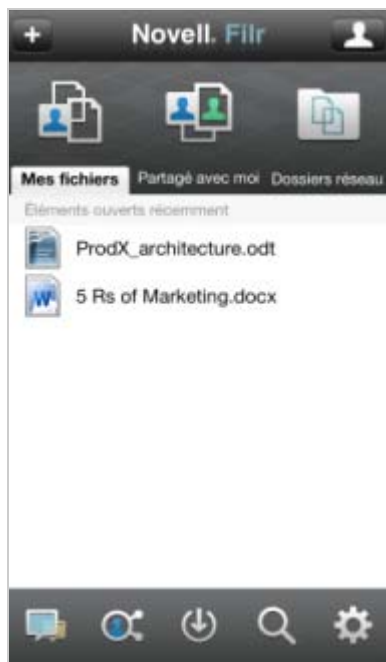 Novell. Filr
Mes fichiers Partagé avec moi Dossiers réseau
Éléments ouverts récemment
ProdX_architecture.odt
5 Rs of Marketing.docx